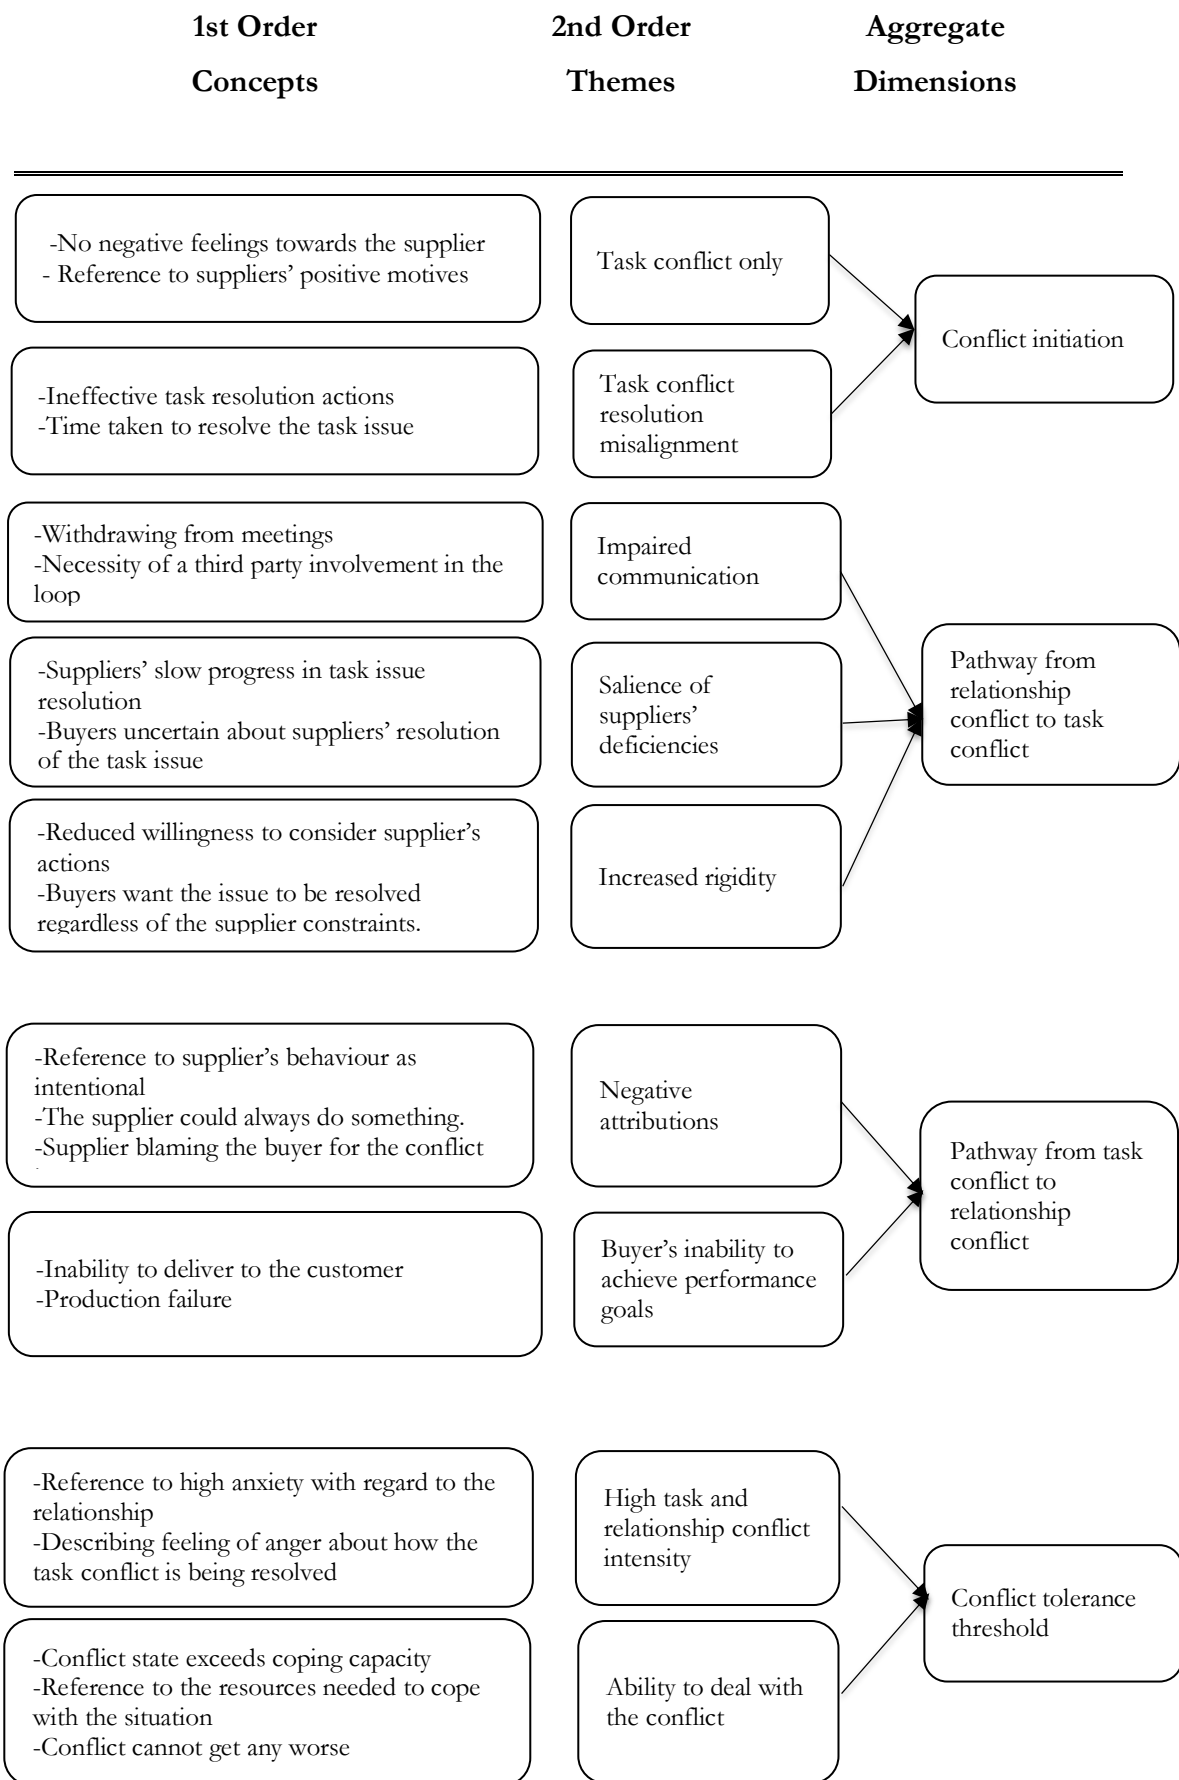 1st Order
Concepts
2nd Order
Themes
Aggregate
Dimensions
-No negative feelings towards the supplier
- Reference to suppliers’ positive motives
Task conflict only
Conflict initiation
-Ineffective task resolution actions
-Time taken to resolve the task issue
Task conflict
resolution
misalignment
-Withdrawing from meetings
-Necessity of a third party involvement in the
loop
Impaired
communication
-Suppliers’ slow progress in task issue
resolution
-Buyers uncertain about suppliers’ resolution
of the task issue
Salience of
suppliers’
deficiencies
Pathway from
relationship
conflict to task
conflict
-Reduced willingness to consider supplier’s
actions
-Buyers want the issue to be resolved
regardless of the supplier constraints.
Increased rigidity
-Reference to supplier’s behaviour as
intentional
-The supplier could always do something.
-Supplier blaming the buyer for the conflict
Negative
attributions
Pathway from task
conflict to
relationship
conflict
-Inability to deliver to the customer
-Production failure
Buyer’s inability to
achieve performance
goals
-Reference to high anxiety with regard to the
relationship
-Describing feeling of anger about how the
task conflict is being resolved
High task and
relationship conflict
intensity
Conflict tolerance
threshold
-Conflict state exceeds coping capacity
-Reference to the resources needed to cope
with the situation
-Conflict cannot get any worse
Ability to deal with
the conflict